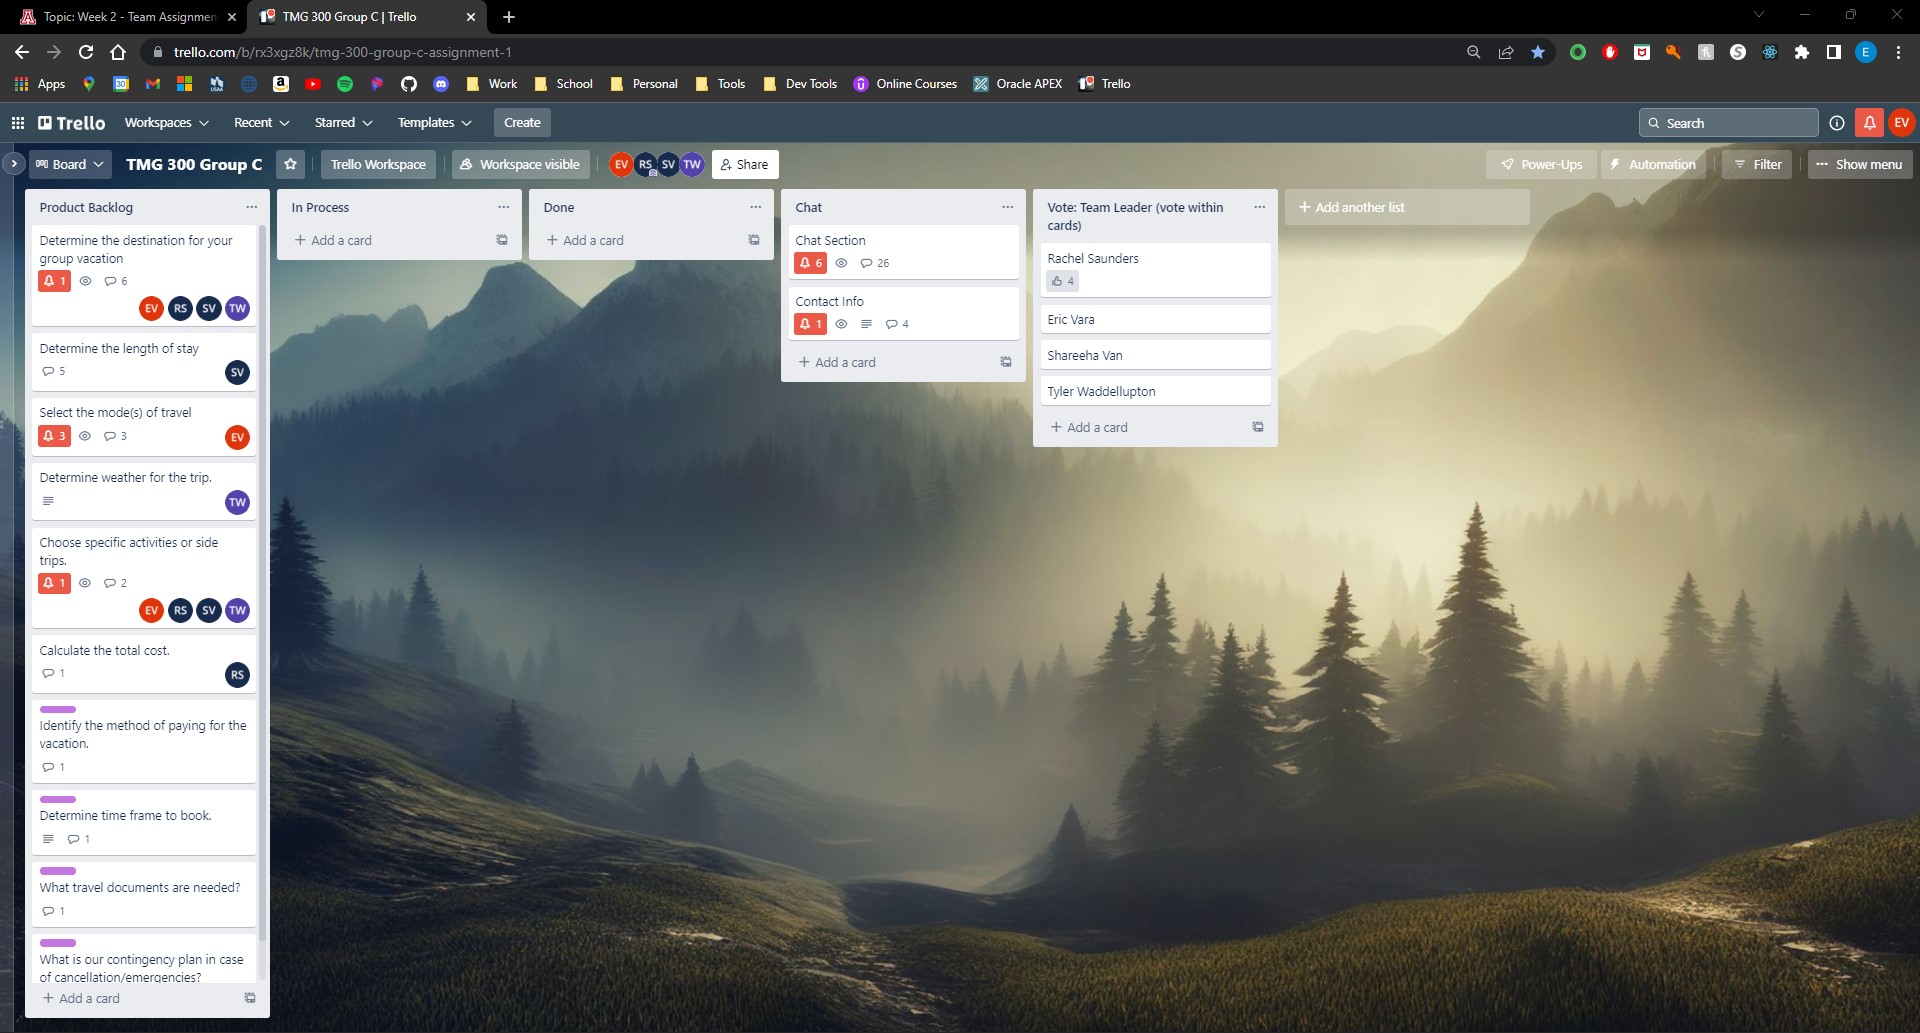 Topic: Week 2 - Team Assignmen
TMG 300 Group C | Trello
trello.com/b/rx3xgz8k/tmg-300-group-c-assignment-1
E
Apps
Work
School
Personal
Tools
Dev Tools
Online Courses
Oracle APEX
Trello
Trello
Workspaces
Recent
Starred
Templates
Create
Search
EV
Board
TMG 300 Group C
Trello Workspace
Workspace visible
EV RS SV TW
Share
Power-Ups
Automation
Filter
Show menu
Product Backlog
Determine the destination for your
group vacation
1 6
EV RS SV TW
Determine the length of stay
5
SV
Select the mode(s) of travel
3 3
EV
Determine weather for the trip.
TW
Choose specific activities or side
trips.
1 2
EV RS SV TW
Calculate the total cost.
1
RS
Identify the method of paying for the
vacation.
1
Determine time frame to book.
1
What travel documents are needed?
1
What is our contingency plan in case
of cancellation/emergencies?
+ Add a card
In Process
+ Add a card
Done
+ Add a card
Chat
Chat Section
6 26
Contact Info
1 4
+ Add a card
Vote: Team Leader (vote within
cards)
Rachel Saunders
4
Eric Vara
Shareeha Van
Tyler Waddellupton
+ Add a card
+ Add another list